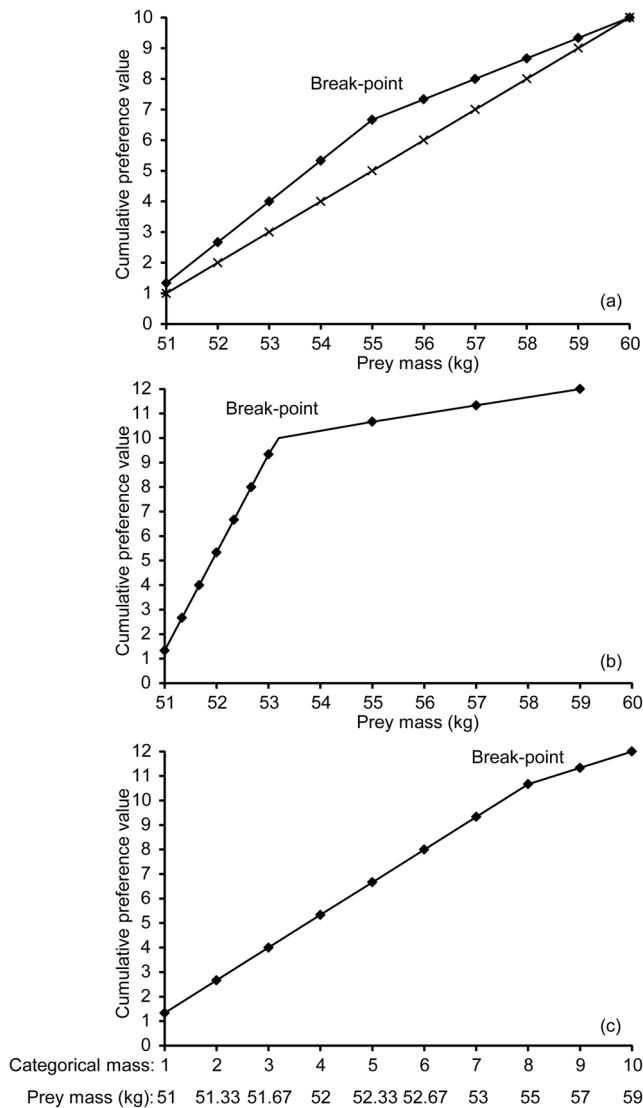 10
9
8
7
6
5
4
3
2
1
0
Cumulative preference value
Break-point
(a)
51 52 53 54 55 56 57 58 59 60
Prey mass (kg)
12
11
10
9
8
7
6
5
4
3
2
1
0
Cumulative preference value
Break-point
(b)
51 52 53 54 55 56 57 58 59 60
Prey mass (kg)
12
11
10
9
8
7
6
5
4
3
2
1
0
Cumulative preference value
Break-point
(c)
Categorical mass: 1 2 3 4 5 6 7 8 9 10
Prey mass (kg): 51 51.33 51.67 52 52.33 52.67 53 55 57 59